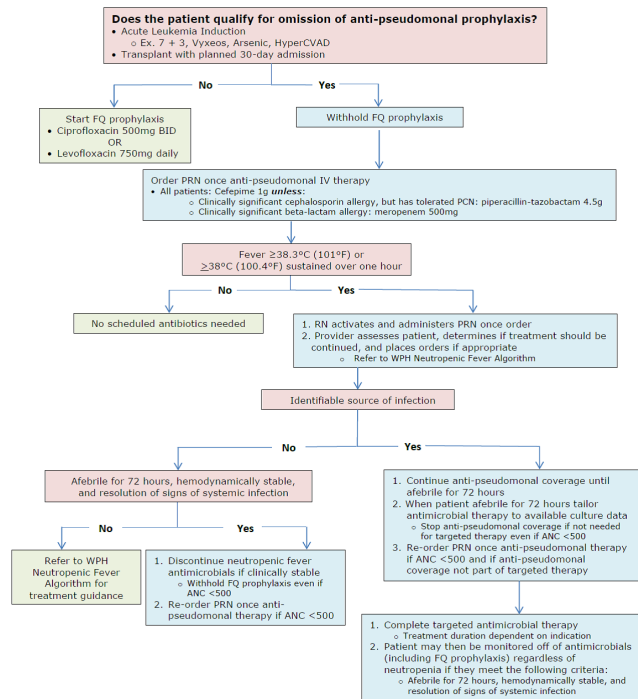 Does the patient qualify for omission of anti-pseudomonal prophylaxis?
• Acute Leukemia Induction
o Ex. 7 + 3, Vyxeos, Arsenic, HyperCVAD
• Transplant with planned 30-day admission
No
Yes
Start FQ prophylaxis
• Ciprofloxacin 500mg BID
OR
• Levofloxacin 750mg daily
Withhold FQ prophylaxis
Order PRN once anti-pseudomonal IV therapy
• All patients: Cefepime 1g unless:
o Clinically significant cephalosporin allergy, but has tolerated PCN: piperacillin-tazobactam 4.5g
o Clinically significant beta-lactam allergy: meropenem 500mg
Fever ≥38.3°C (101°F) or
≥38°C (100.4°F) sustained over one hour
No
Yes
No scheduled antibiotics needed
1. RN activates and administers PRN once order
2. Provider assesses patient, determines if treatment should be
continued, and places orders if appropriate
o Refer to WPH Neutropenic Fever Algorithm
Identifiable source of infection
No
Yes
Afebrile for 72 hours, hemodynamically stable,
and resolution of signs of systemic infection
No
Yes
Refer to WPH
Neutropenic Fever
Algorithm for
treatment guidance
1. Discontinue neutropenic fever
antimicrobials if clinically stable
o Withhold FQ prophylaxis even if
ANC <500
2. Re-order PRN once anti-
pseudomonal therapy if ANC <500
1. Continue anti-pseudomonal coverage until
afebrile for 72 hours
2. When patient afebrile for 72 hours tailor
antimicrobial therapy to available culture data
o Stop anti-pseudomonal coverage if not needed
for targeted therapy even if ANC <500
3. Re-order PRN once anti-pseudomonal therapy
if ANC <500 and if anti-pseudomonal
coverage not part of targeted therapy
1. Complete targeted antimicrobial therapy
o Treatment duration dependent on indication
2. Patient may then be monitored off of antimicrobials
(including FQ prophylaxis) regardless of
neutropenia if they meet the following criteria:
o Afebrile for 72 hours, hemodynamically stable, and
resolution of signs of systemic infection